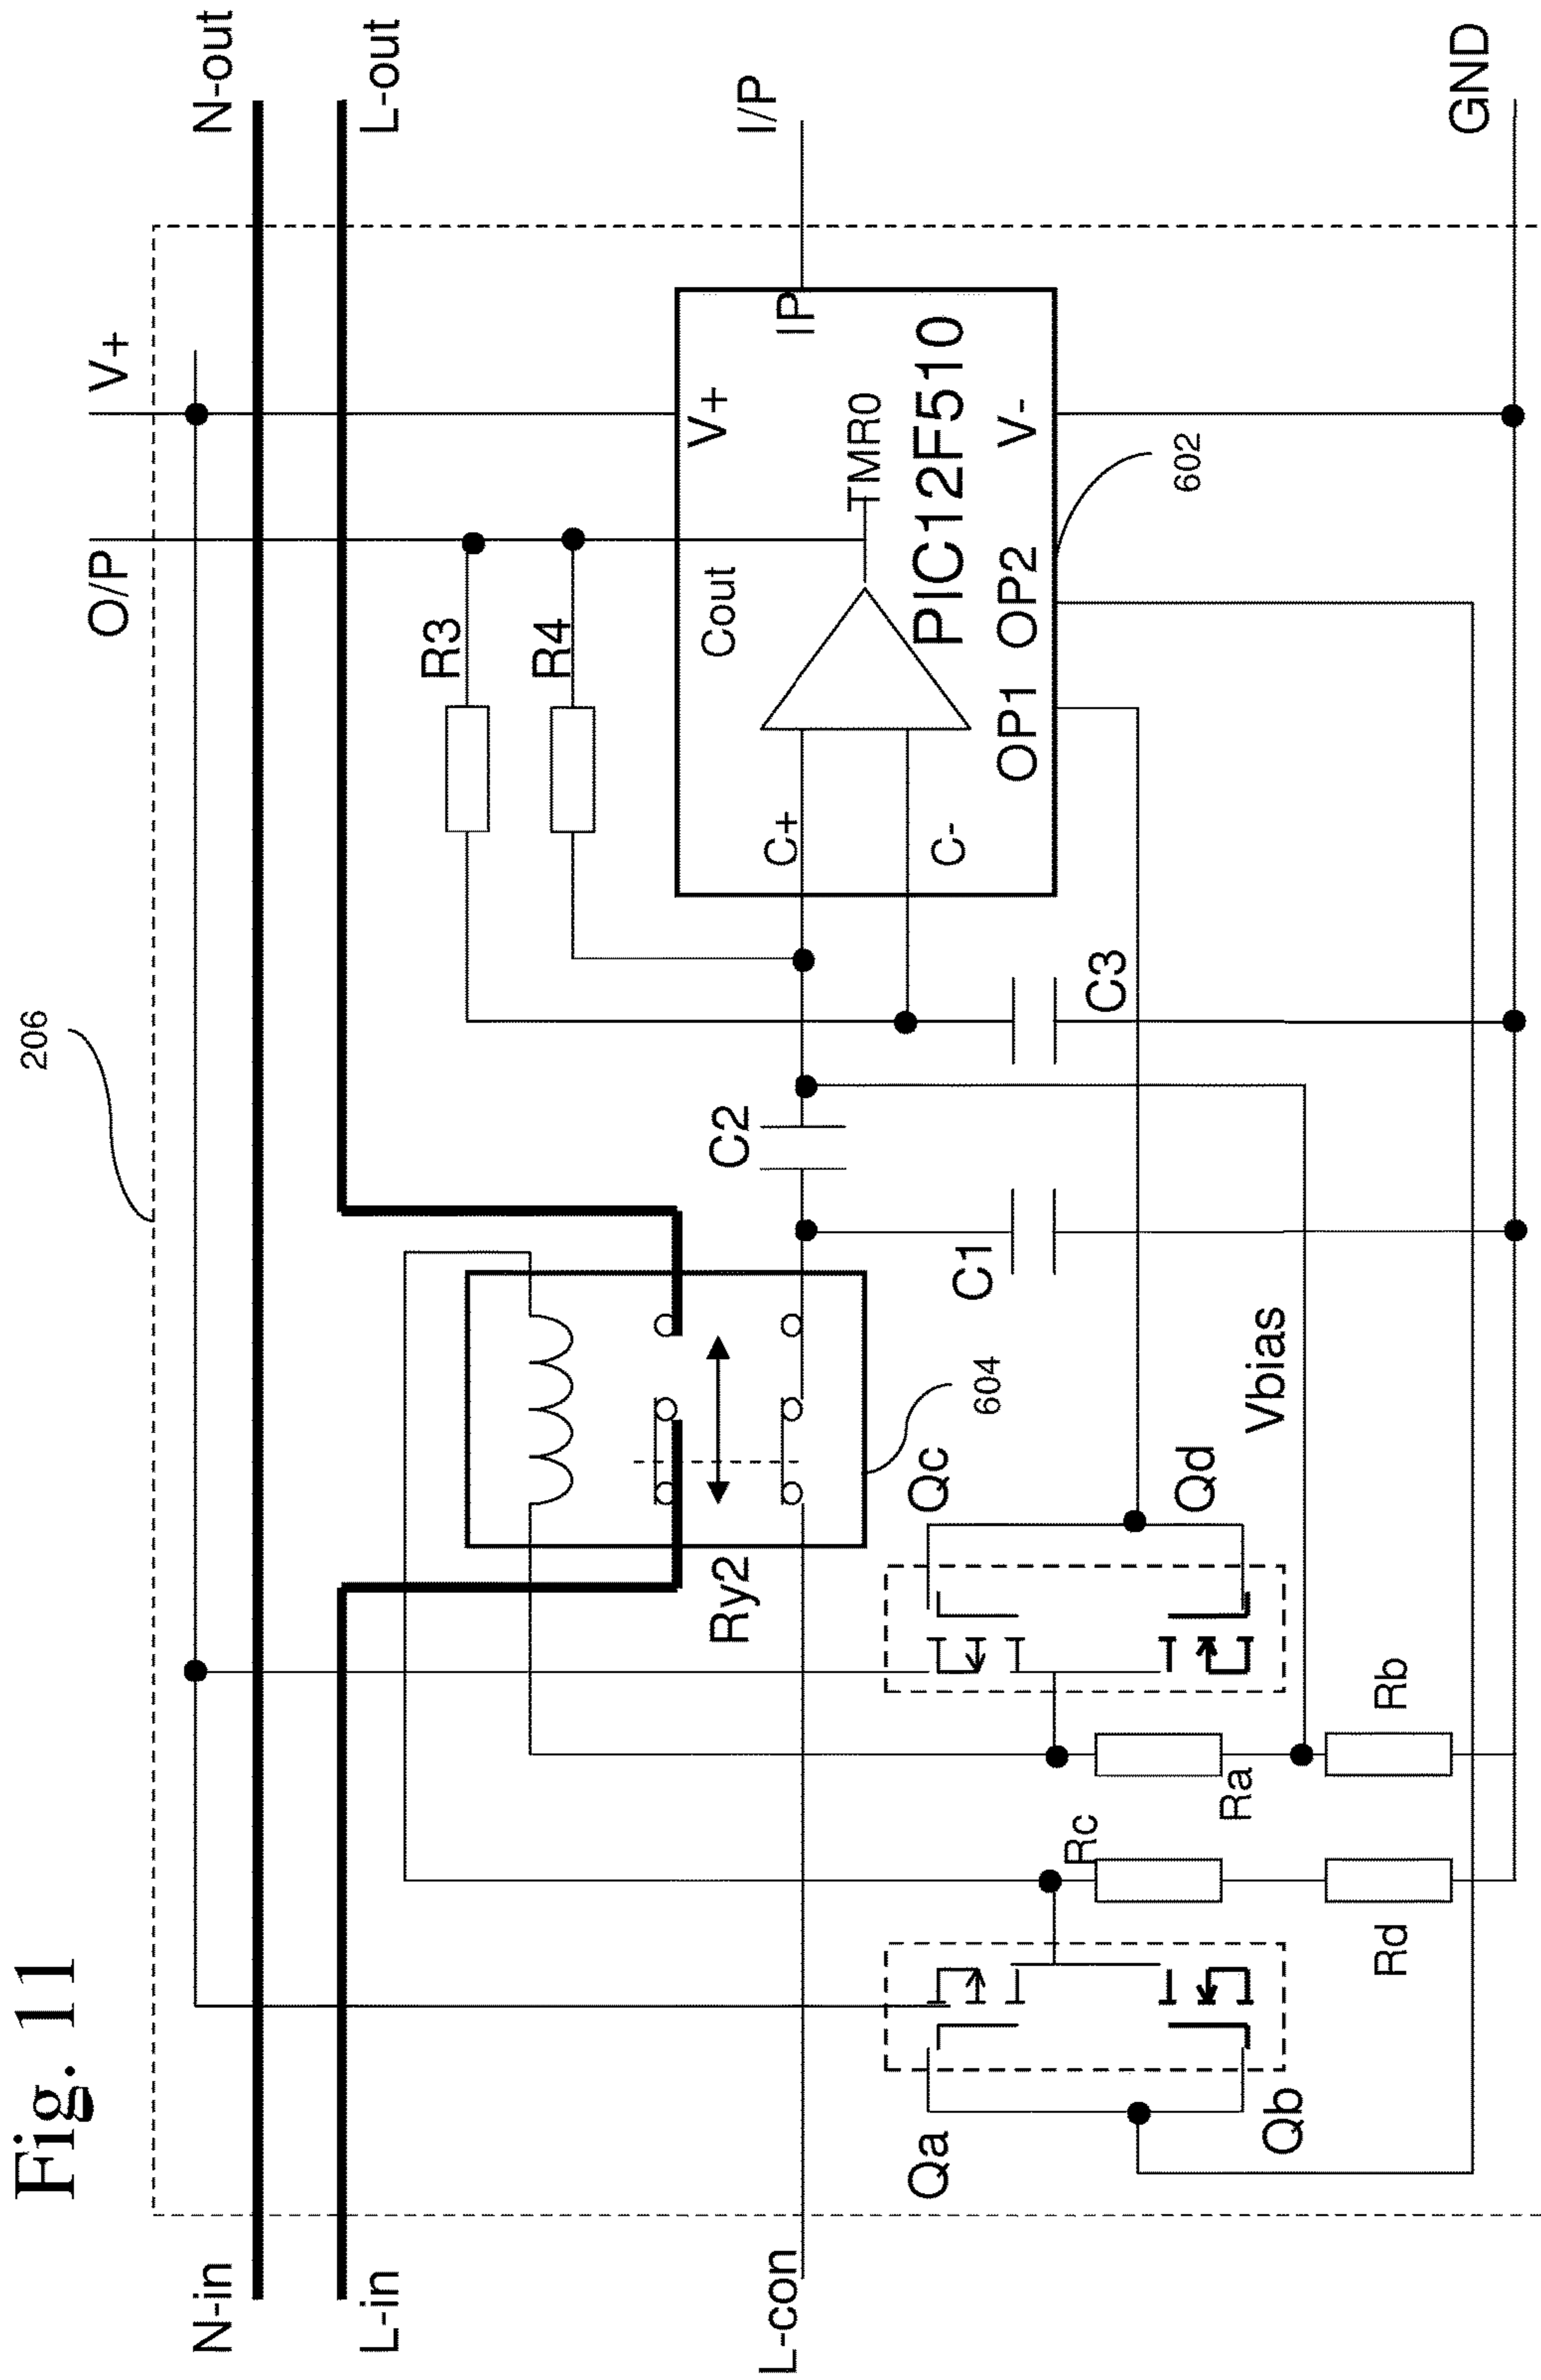 Fig. 11
206
N-in
L-in
L-con
N-out
L-out
O/P
V+
I/P
GND
R3
R4
Cout
V+
IP
TMR0
PIC12F510
C+
C-
OP1
OP2
V-
602
C2
C3
C1
604
Ry2
Vbias
Qc
Qd
Ra
Rb
Rc
Rd
Qa
Qb